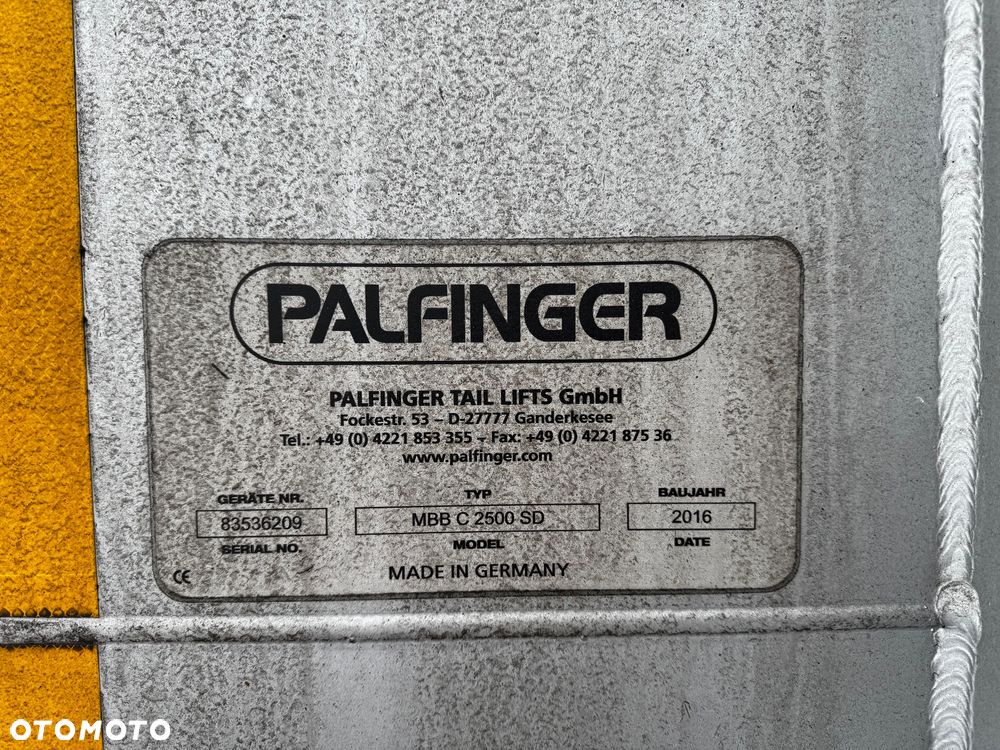 PALFINGER
PALFINGER TAIL LIFTS GmbH
Fockestr. 53 – D-27777 Ganderkesee
Tel.: +49 (0) 4221 853 355 – Fax: +49 (0) 4221 875 36
www.palfinger.com
GERÄTE NR. TYP BAUJAHR
83536209 MBB C 2500 SD 2016
SERIAL NO. MODEL DATE
CE MADE IN GERMANY
OTOMOTO